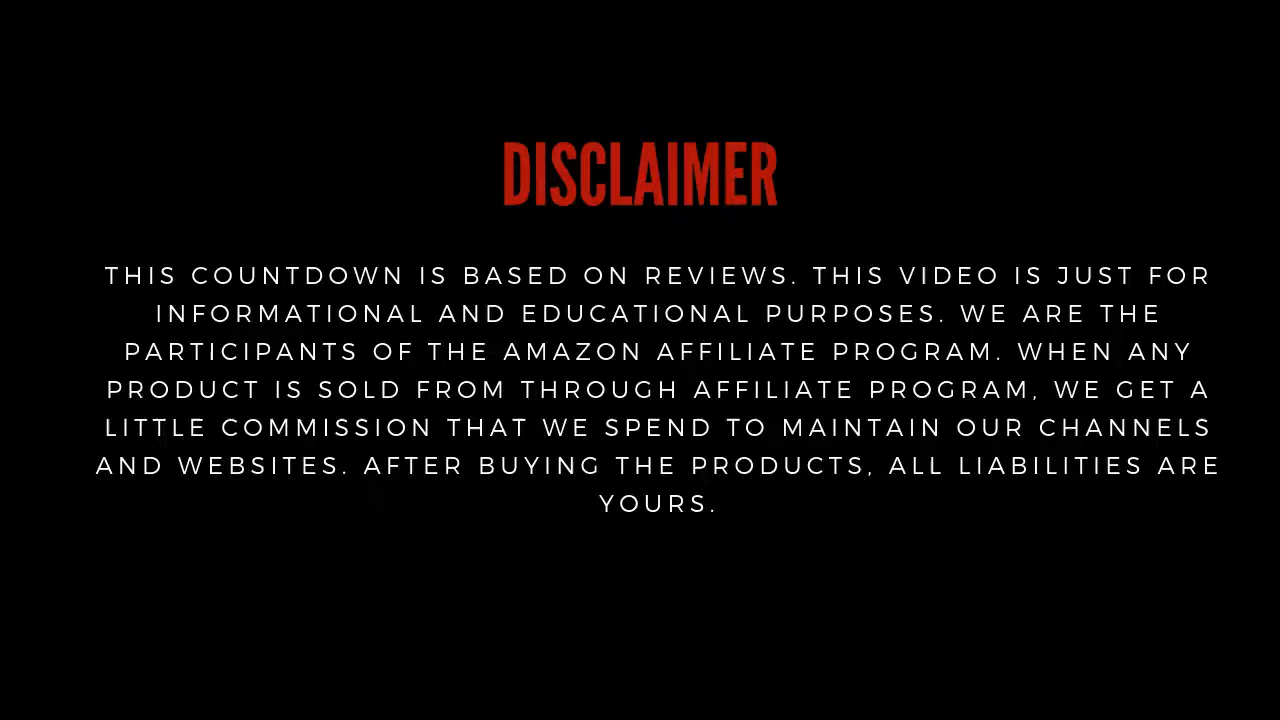 DISCLAIMER
THIS COUNTDOWN IS BASED ON REVIEWS. THIS VIDEO IS JUST FOR
INFORMATIONAL AND EDUCATIONAL PURPOSES. WE ARE THE
PARTICIPANTS OF THE AMAZON AFFILIATE PROGRAM. WHEN ANY
PRODUCT IS SOLD FROM THROUGH AFFILIATE PROGRAM, WE GET A
LITTLE COMMISSION THAT WE SPEND TO MAINTAIN OUR CHANNELS
AND WEBSITES. AFTER BUYING THE PRODUCTS, ALL LIABILITIES ARE
YOURS.